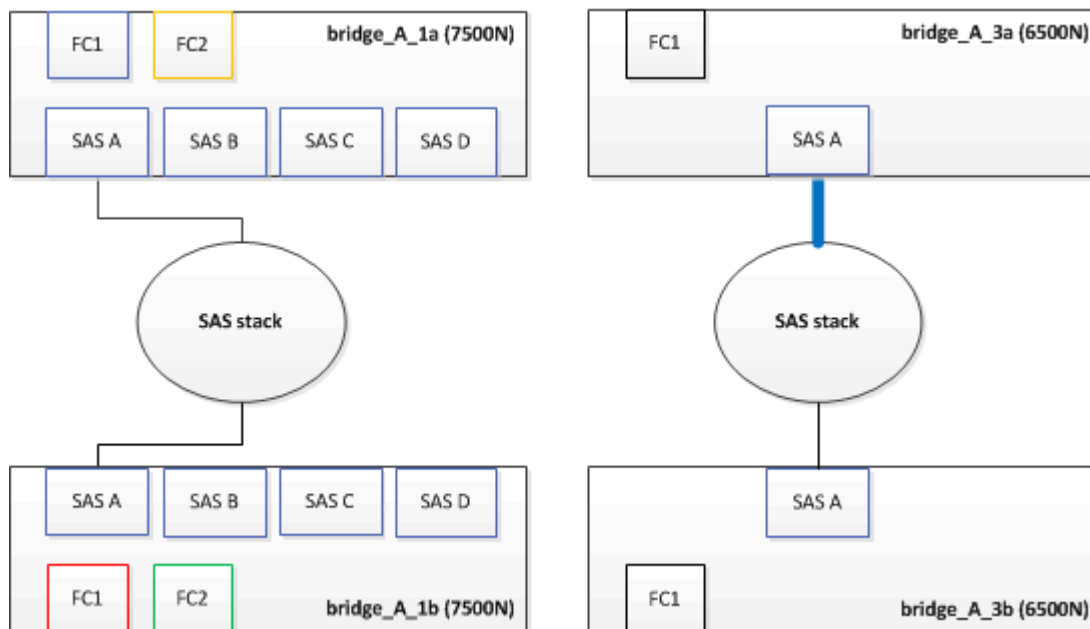 bridge_A_1a (7500N)
FC1
FC2
SAS A
SAS B
SAS C
SAS D
SAS stack
SAS A
SAS B
SAS C
SAS D
FC1
FC2
bridge_A_1b (7500N)
bridge_A_3a (6500N)
FC1
SAS A
SAS stack
SAS A
FC1
bridge_A_3b (6500N)